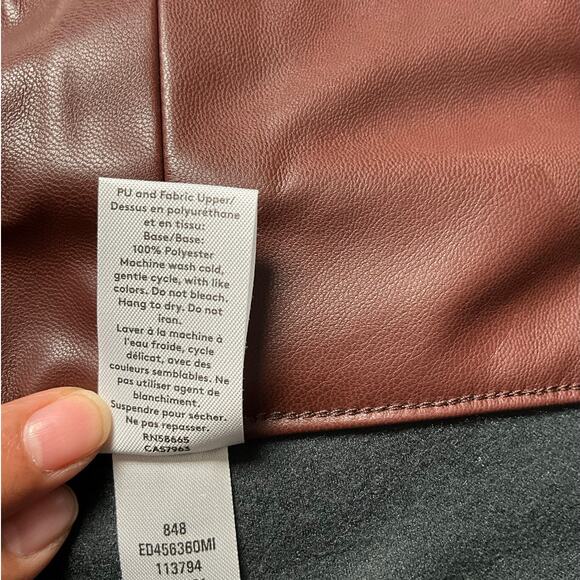 PU and Fabric Upper/
Dessus en polyuréthane
et en tissu:
Base/Base:
100% Polyester
Machine wash cold,
gentle cycle, with like
colors. Do not bleach.
Hang to dry. Do not
iron.
Laver à la machine à
l'eau froide, cycle
délicat, avec des
couleurs semblables. Ne
pas utiliser agent de
blanchiment.
Suspendre pour sécher.
Ne pas repasser.
RN58665
CA57963
848
ED456360MI
113794